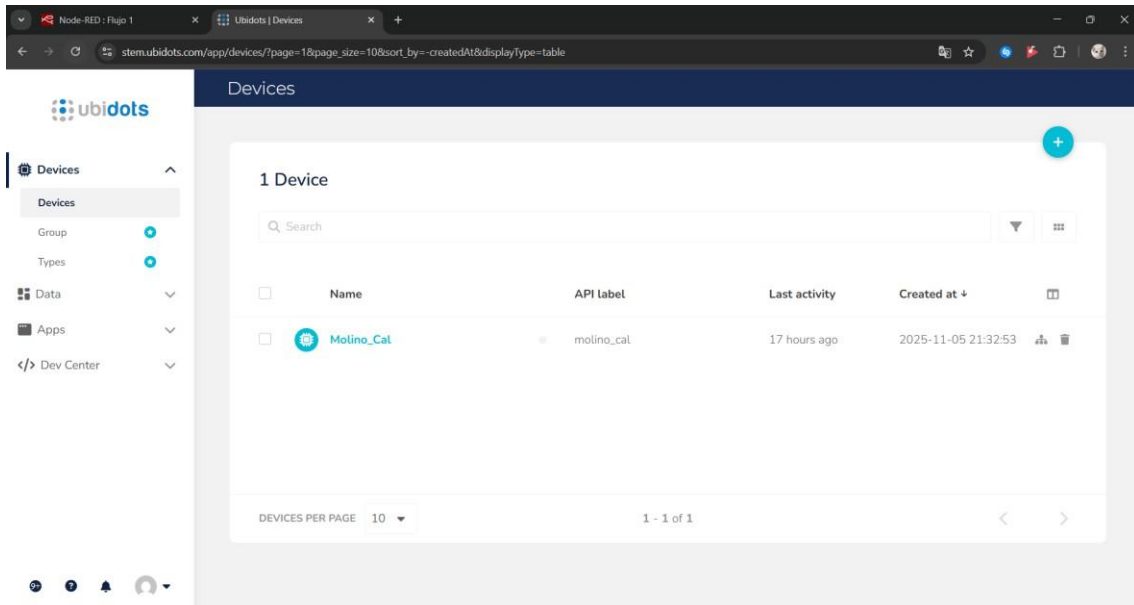 Node-RED : Flujo 1
Ubidots | Devices
stem.ubidots.com/app/devices/?page=1&page_size=10&sort_by=-createdAt&displayType=table
ubidots
Devices
Devices
Devices
Group
Types
Data
Apps
Dev Center
1 Device
Search
Name API label Last activity Created at
Molino_Cal molino_cal 17 hours ago 2025-11-05 21:32:53
DEVICES PER PAGE 10 1 - 1 of 1
9+